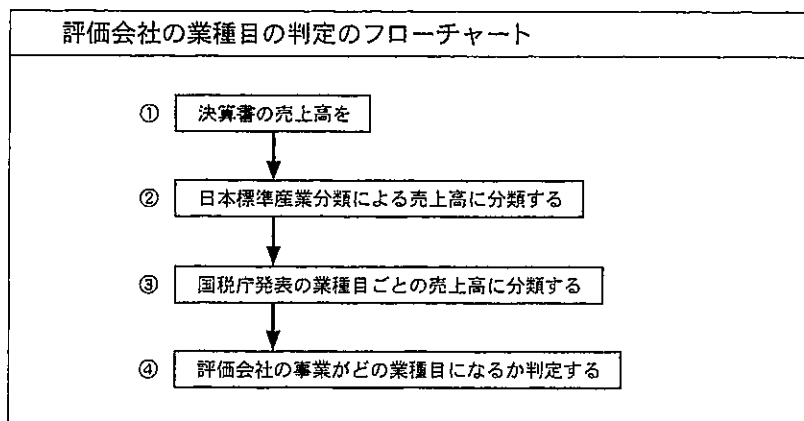 評価会社の業種目の判定のフローチャート
① 決算書の売上高を
② 日本標準産業分類による売上高に分類する
③ 国税庁発表の業種目ごとの売上高に分類する
④ 評価会社の事業がどの業種目になるか判定する